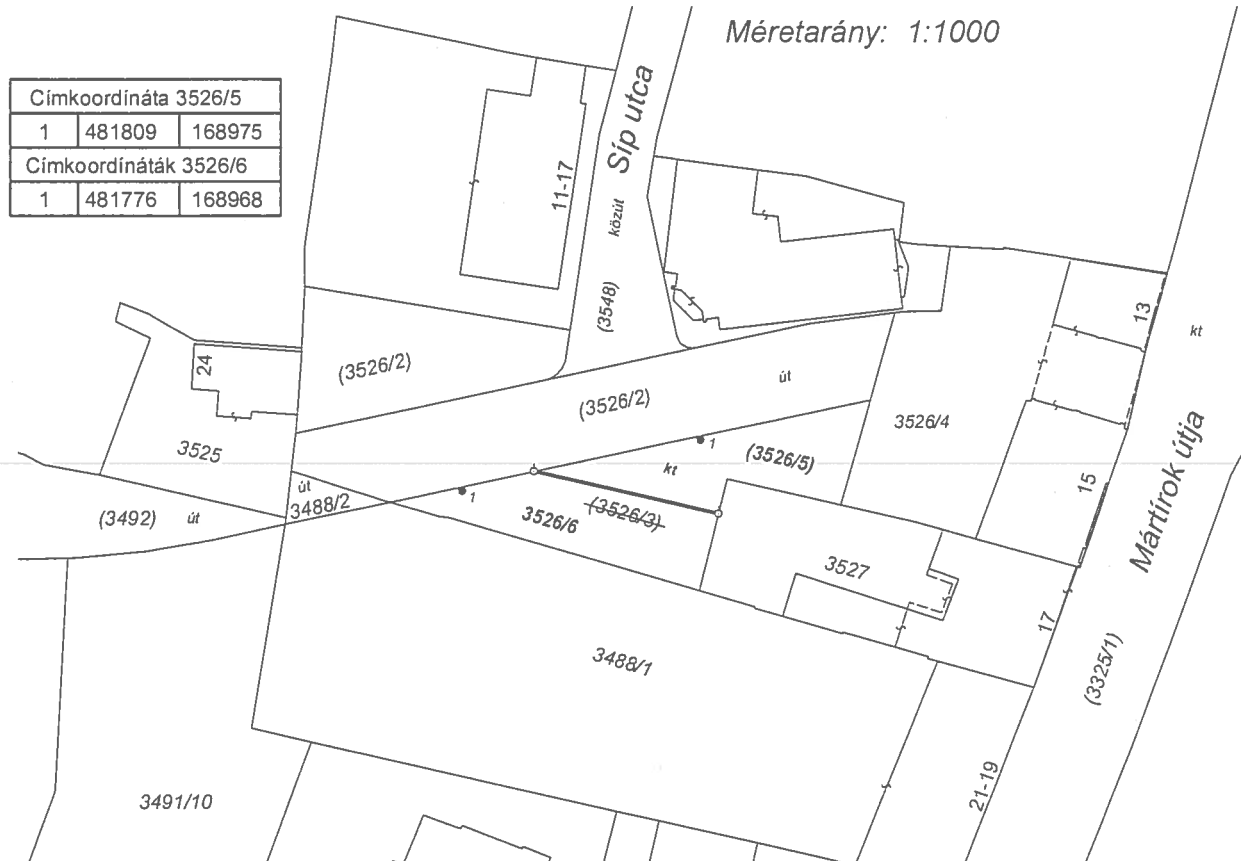 Méretarány: 1:1000
Címkoordináta 3526/5
1 481809 168975
Címkoordináták 3526/6
1 481776 168968
Síp utca
11-17
közút
(3548)
13
kt
24
(3526/2)
(3526/2)
út
3526/4
3525
1
(3526/5)
kt
15
Mártírok útja
út
3488/2
1
(3492) út
3526/6
(3526/3)
3527
17
3488/1
(3325/1)
21-19
3491/10